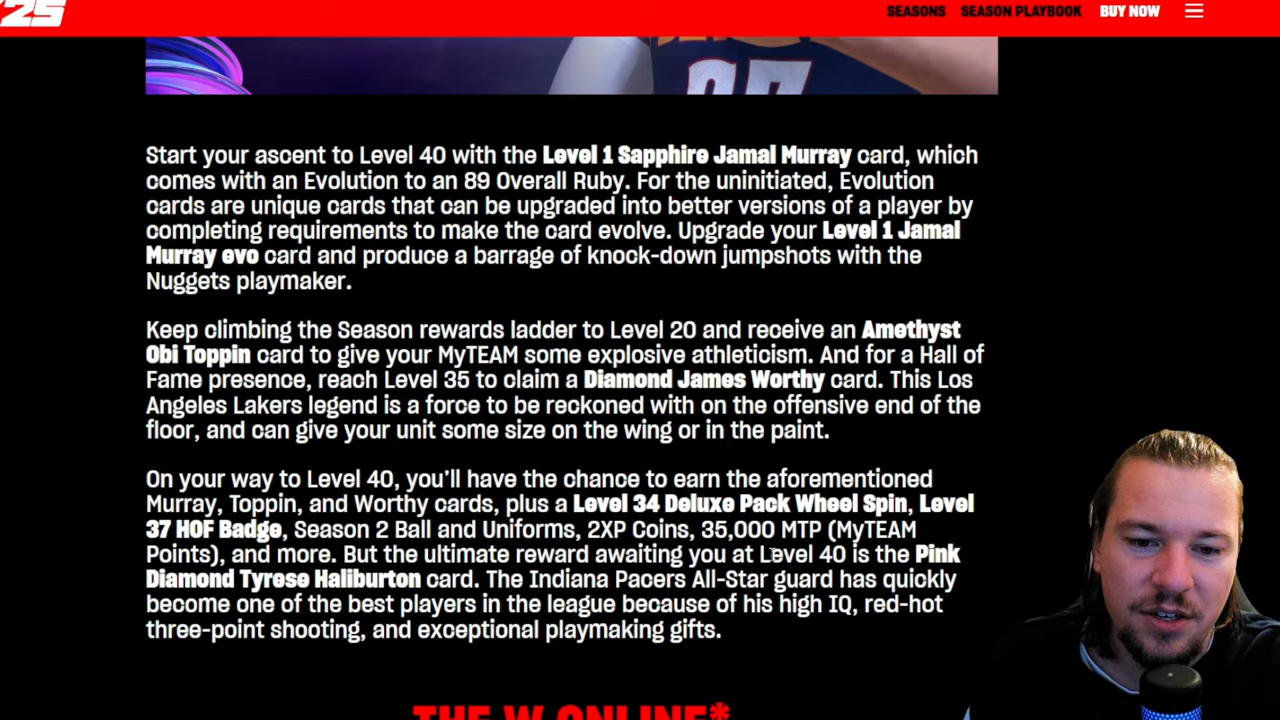 '25
SEASONS SEASON PLAYBOOK BUY NOW
Start your ascent to Level 40 with the Level 1 Sapphire Jamal Murray card, which
comes with an Evolution to an 89 Overall Ruby. For the uninitiated, Evolution
cards are unique cards that can be upgraded into better versions of a player by
completing requirements to make the card evolve. Upgrade your Level 1 Jamal
Murray evo card and produce a barrage of knock-down jumpshots with the
Nuggets playmaker.
Keep climbing the Season rewards ladder to Level 20 and receive an Amethyst
Obi Toppin card to give your MyTEAM some explosive athleticism. And for a Hall of
Fame presence, reach Level 35 to claim a Diamond James Worthy card. This Los
Angeles Lakers legend is a force to be reckoned with on the offensive end of the
floor, and can give your unit some size on the wing or in the paint.
On your way to Level 40, you’ll have the chance to earn the aforementioned
Murray, Toppin, and Worthy cards, plus a Level 34 Deluxe Pack Wheel Spin, Level
37 HOF Badge, Season 2 Ball and Uniforms, 2XP Coins, 35,000 MTP (MyTEAM
Points), and more. But the ultimate reward awaiting you at Level 40 is the Pink
Diamond Tyrese Haliburton card. The Indiana Pacers All-Star guard has quickly
become one of the best players in the league because of his high IQ, red-hot
three-point shooting, and exceptional playmaking gifts.
THE W ONLINE*